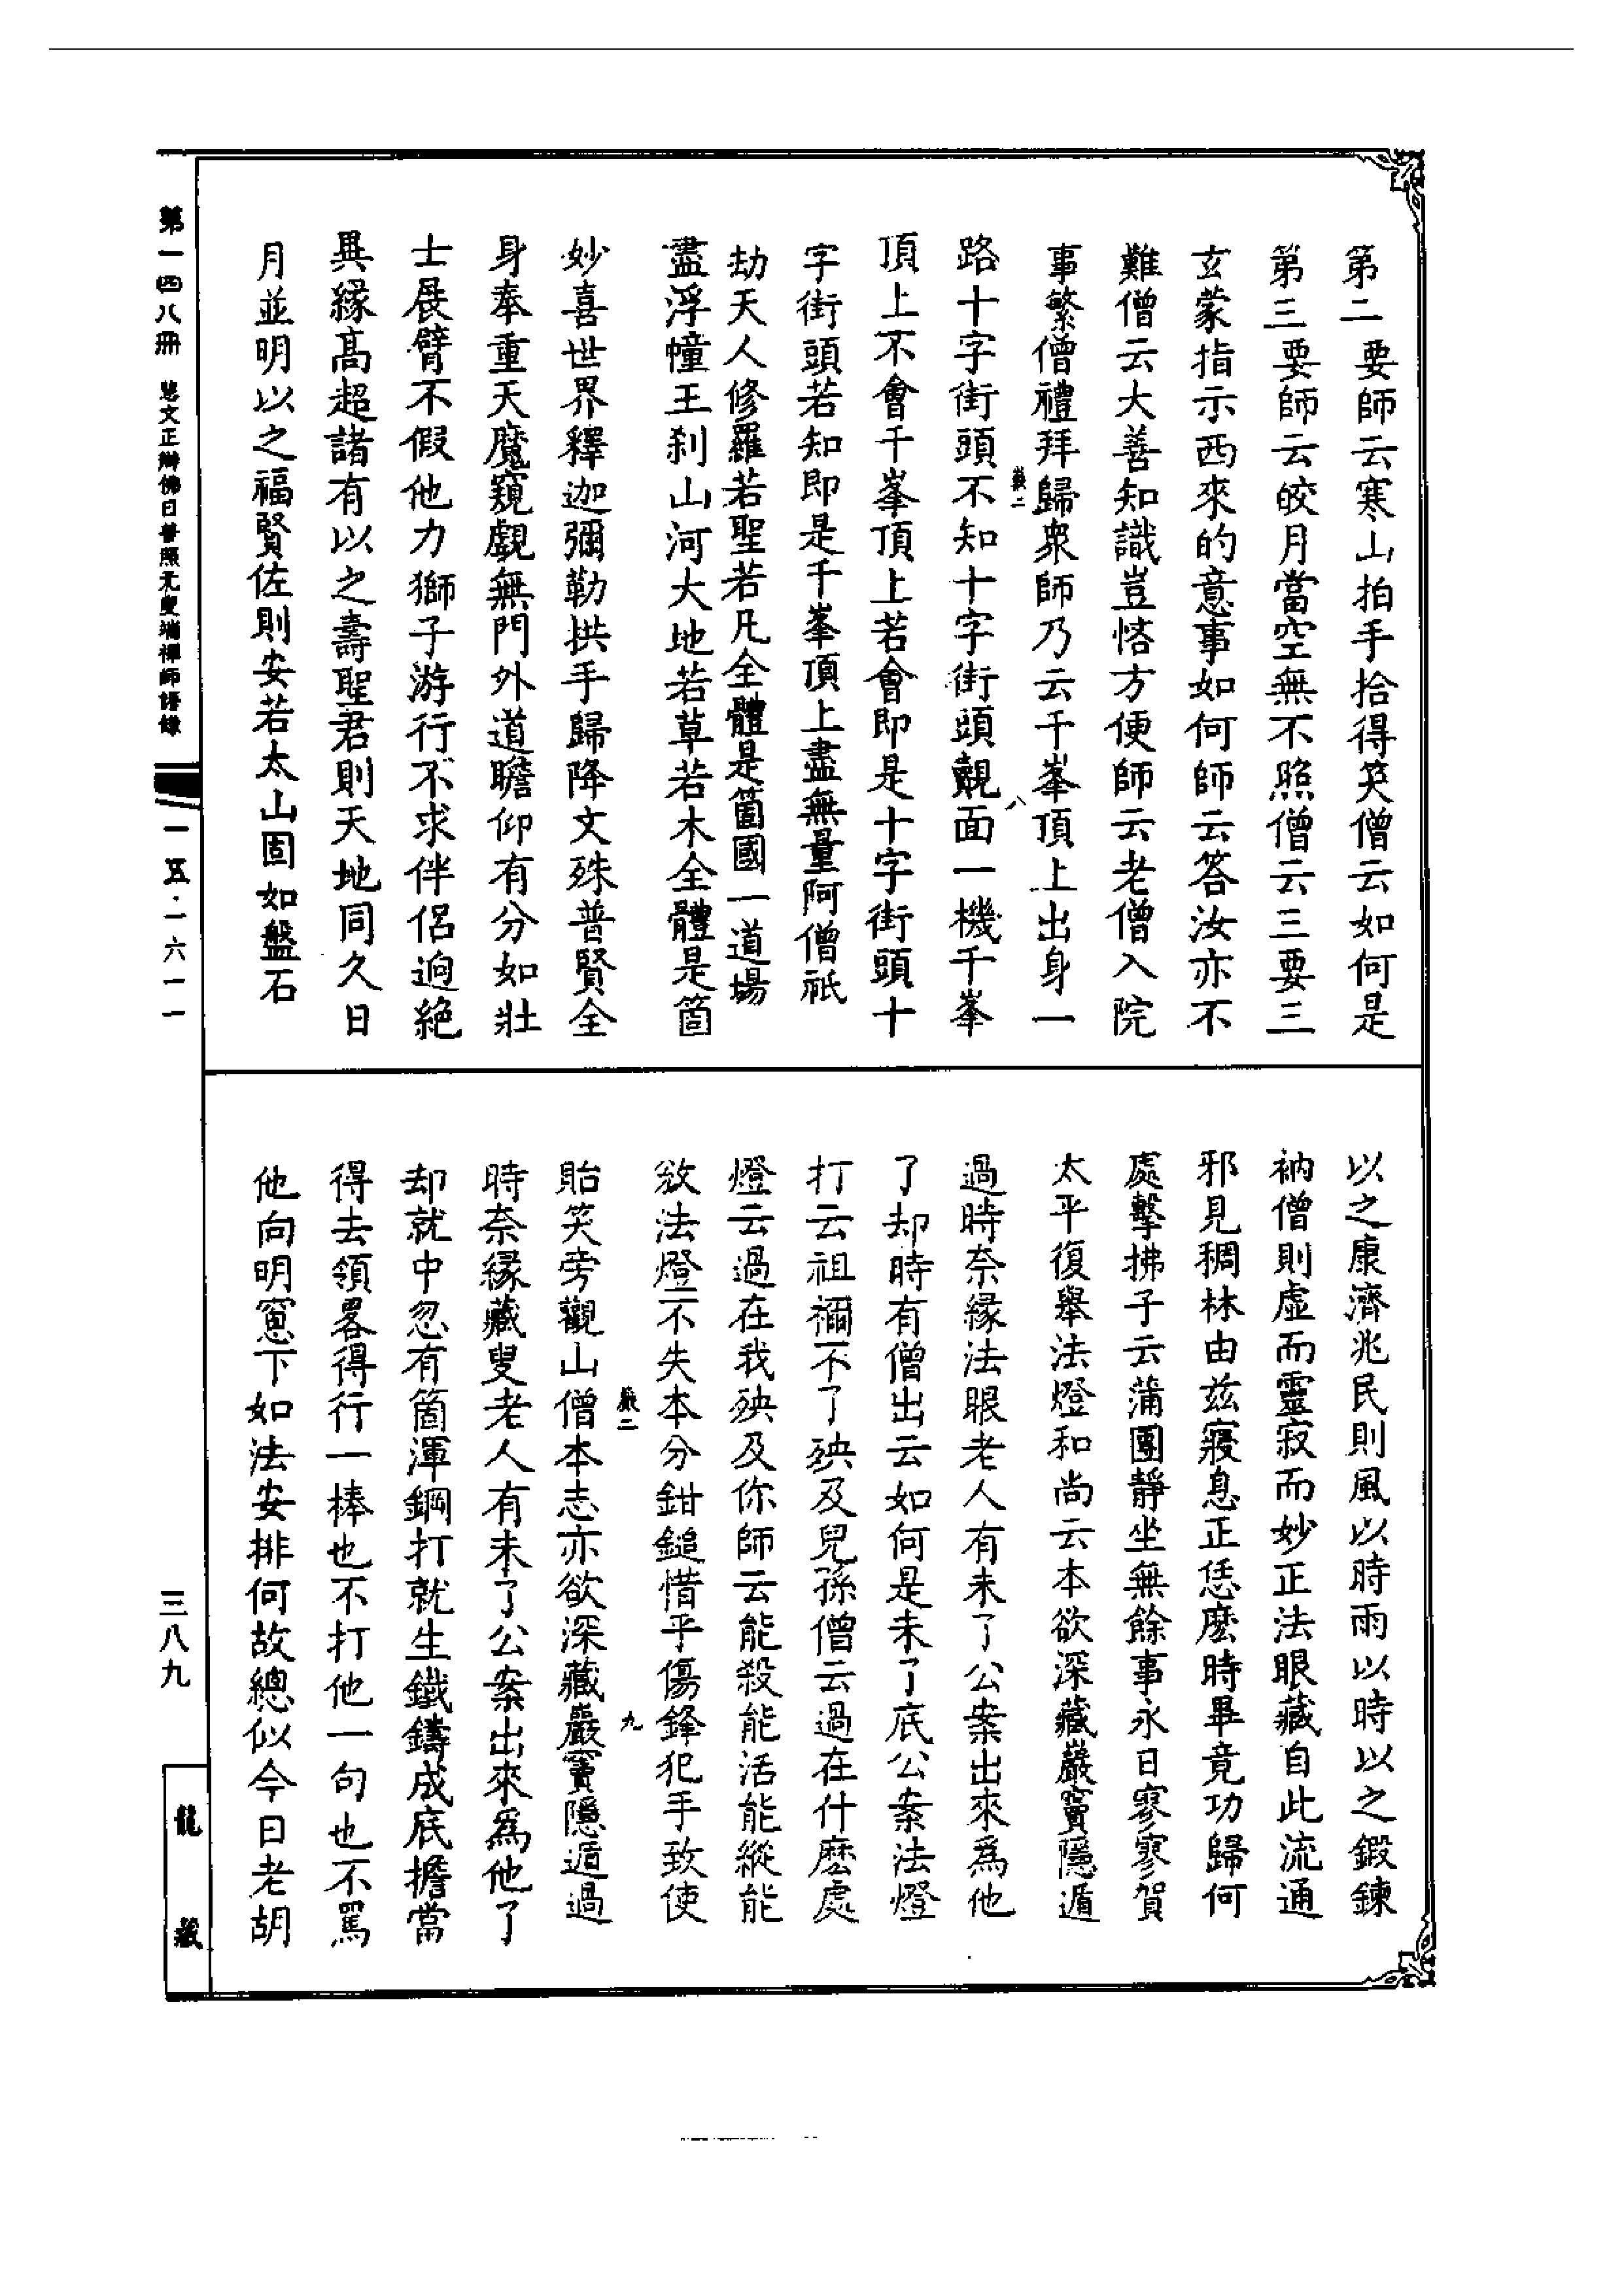 第二要師云寒山拍手拾得笑僧云如何是
第三要師云皎月當空無不照僧云三要三
玄蒙指示西來的意事如何師云答汝亦不
難僧云大善知識豈悋方便師云老僧入院
事繁僧禮拜歸衆師乃云千峯頂上出身一
路十字街頭不知十字街頭覿面一機千峯
頂上不會千峯頂上若會即是十字街頭十
字街頭若知即是千峯頂上盡無量阿僧祇
劫天人修羅若聖若凡全體是箇國一道場
盡浮幢王刹山河大地若草若木全體是箇
妙喜世界釋迦彌勒拱手歸降文殊普賢全
身奉重天魔窺覷無門外道瞻仰有分如壯
士展臂不假他力獅子游行不求伴侶逈絶
異緣高超諸有以之壽聖君則天地同久日
月並明以之福賢佐則安若太山固如盤石
以之康濟兆民則風以時雨以時以之鍛鍊
衲僧則虛而靈寂而妙正法眼藏自此流通
邪見稠林由茲寢息正恁麽時畢竟功歸何
處擊拂子云蒲團靜坐無餘事永日寥寥賀
太平復舉法燈和尚云本欲深藏巖竇隱遁
過時奈緣法眼老人有未了公案出來爲他
了却時有僧出云如何是未了底公案法燈
打云祖禰不了殃及兒孫僧云過在什麽處
燈云過在我殃及你師云能殺能活能縱能
放法燈不失本分鉗鎚惜乎傷鋒犯手致使
貽笑旁觀山僧本志亦欲深藏巖竇隱遁過
時奈緣藏叟老人有未了公案出來爲他了
却就中忽有箇渾鋼打就生鐵鑄成底擔當
得去領畧得行一棒也不打他一句也不罵
他向明窻下如法安排何故總似今日老胡
第一四八冊 慧文正辯佛日普照元叟端禪師語錄
一五·一六一一
三八九
龍藏
巖二
八
巖二
九